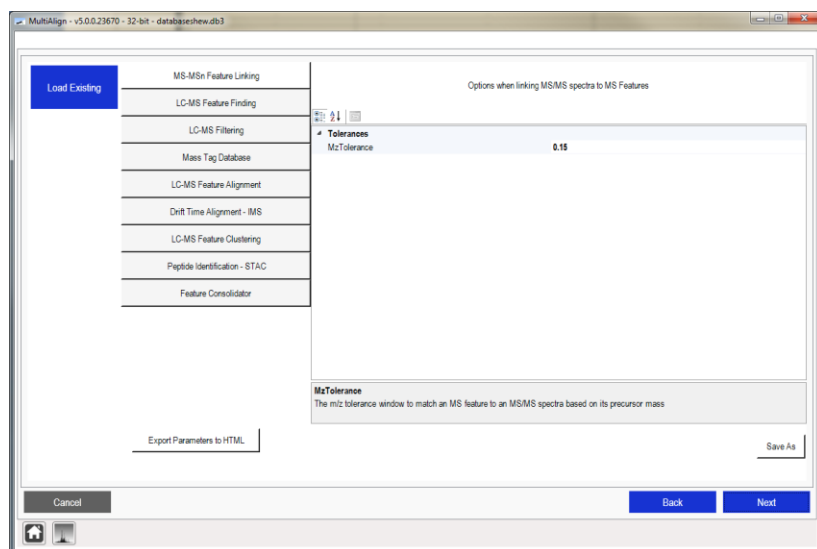 MultiAlign - v5.0.0.23670 - 32-bit - databaseshew.db3
Load Existing
MS-MSn Feature Linking
LC-MS Feature Finding
LC-MS Filtering
Mass Tag Database
LC-MS Feature Alignment
Drift Time Alignment - IMS
LC-MS Feature Clustering
Peptide Identification - STAC
Feature Consolidator
Export Parameters to HTML
Options when linking MS/MS spectra to MS Features
Tolerances
MzTolerance 0.15
MzTolerance
The m/z tolerance window to match an MS feature to an MS/MS spectra based on its precursor mass
Save As
Cancel
Back
Next